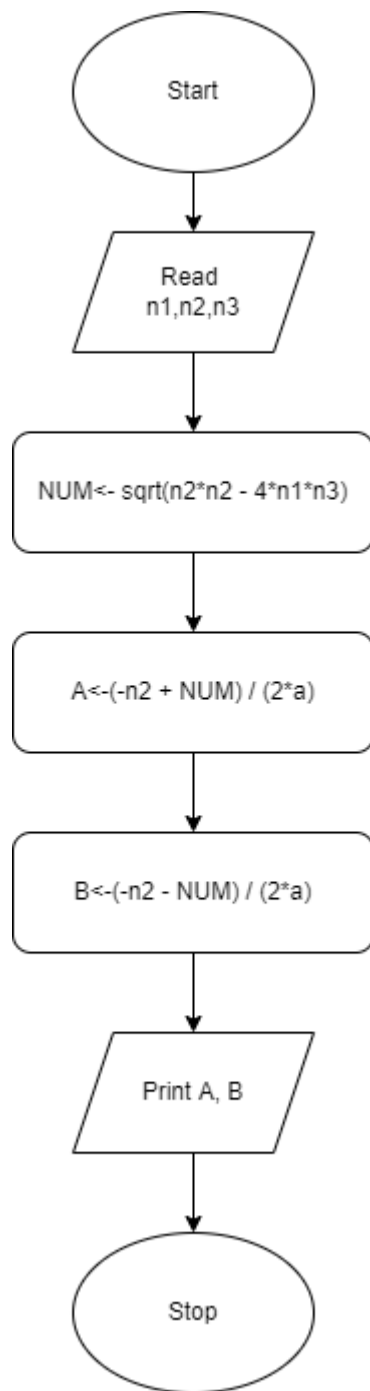 Start
Read
n1,n2,n3
NUM<- sqrt(n2*n2 - 4*n1*n3)
A<-(-n2 + NUM) / (2*a)
B<-(-n2 - NUM) / (2*a)
Print A, B
Stop